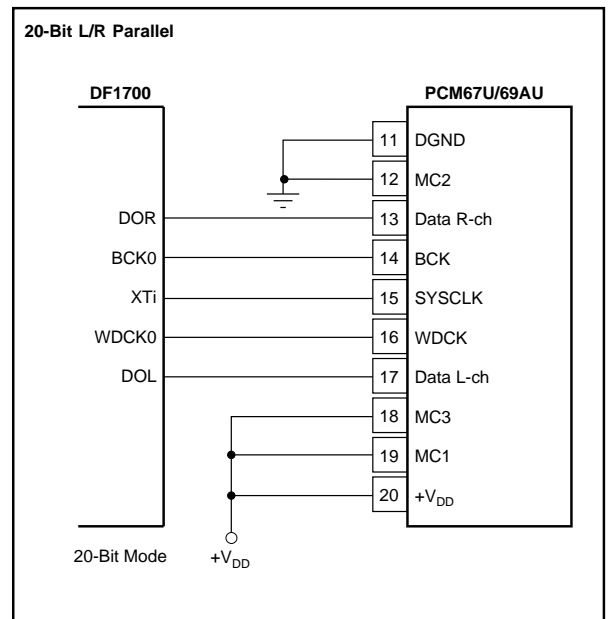 20-Bit L/R Parallel
DF1700
PCM67U/69AU
11 DGND
12 MC2
DOR 13 Data R-ch
BCK0 14 BCK
XTi 15 SYSCLK
WDCK0 16 WDCK
DOL 17 Data L-ch
18 MC3
19 MC1
20 +VDD
20-Bit Mode
+VDD